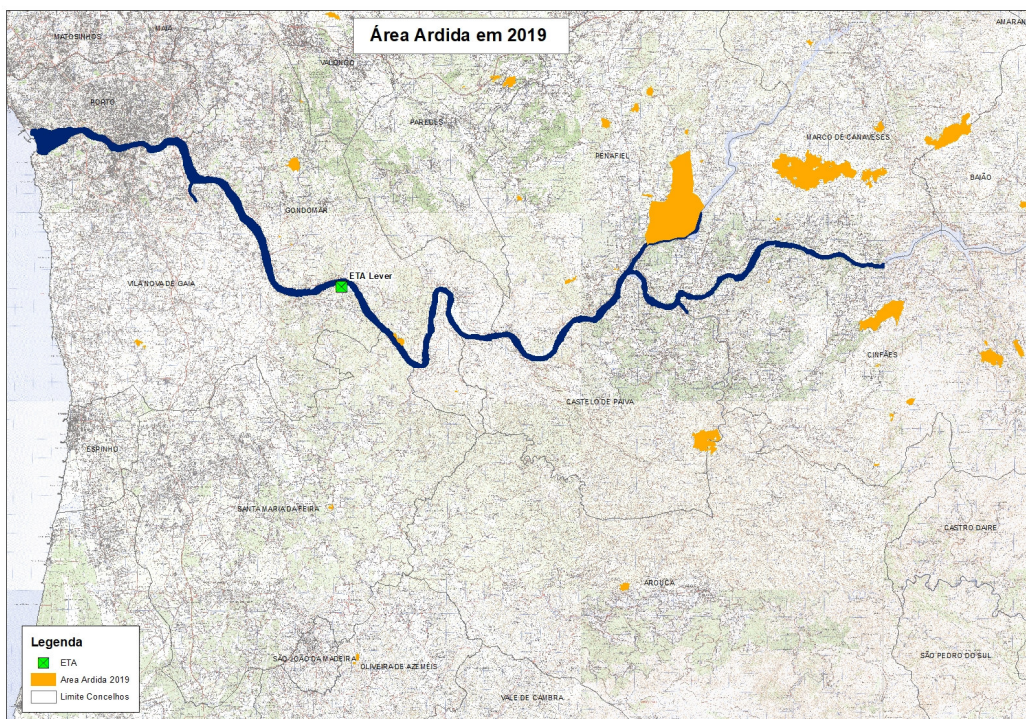 Área Ardida em 2019
AMARAN
MAIA
MATOSINHOS
VALONGO
PORTO
PAREDES
MARCO DE CANAVESES
PENAFIEL
BAIÃO
GONDOMAR
ETA Lever
VILA NOVA DE GAIA
CINFÃES
CASTELO DE PAIVA
ESPINHO
SANTA MARIA DA FEIRA
CASTRO DAIRE
AROUCA
SÃO PEDRO DO SUL
SÃO JOÃO DA MADEIRA
OLIVEIRA DE AZEMÉIS
VALE DE CAMBRA
Legenda
ETA
Area Ardida 2019
Limite Concelhos